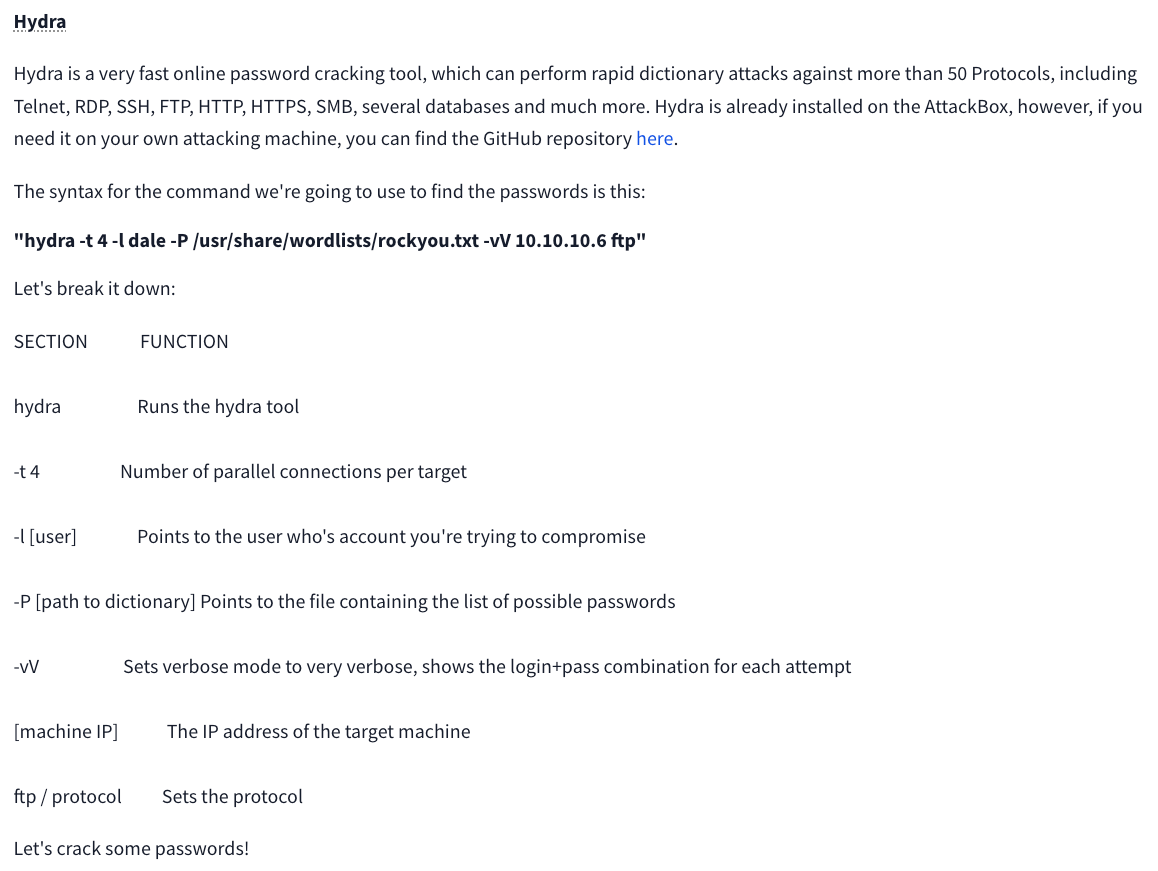 Hydra
Hydra is a very fast online password cracking tool, which can perform rapid dictionary attacks against more than 50 Protocols, including
Telnet, RDP, SSH, FTP, HTTP, HTTPS, SMB, several databases and much more. Hydra is already installed on the AttackBox, however, if you
need it on your own attacking machine, you can find the GitHub repository here.
The syntax for the command we're going to use to find the passwords is this:
"hydra -t 4 -l dale -P /usr/share/wordlists/rockyou.txt -vV 10.10.10.6 ftp"
Let's break it down:
SECTION FUNCTION
hydra Runs the hydra tool
-t 4 Number of parallel connections per target
-l [user] Points to the user who's account you're trying to compromise
-P [path to dictionary] Points to the file containing the list of possible passwords
-vV Sets verbose mode to very verbose, shows the login+pass combination for each attempt
[machine IP] The IP address of the target machine
ftp / protocol Sets the protocol
Let's crack some passwords!